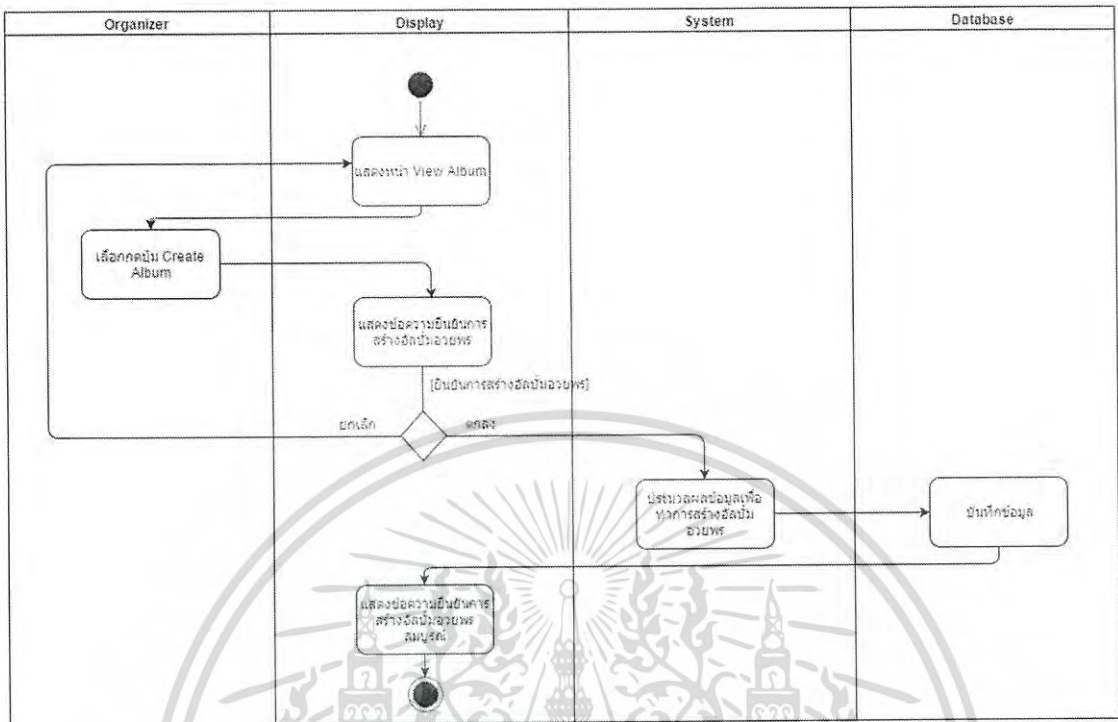 Organizer
Display
System
Database
แสดงหน้า View Album
เลือกกดปุ่ม Create
Album
แสดงข้อความยืนยันการ
สร้างอัลบั้มอวยพร
[ยืนยันการสร้างอัลบั้มอวยพร]
ยกเลิก
ตกลง
ประมวลผลข้อมูลเพื่อ
ทำการสร้างอัลบั้ม
อวยพร
บันทึกข้อมูล
แสดงข้อความยืนยันการ
สร้างอัลบั้มอวยพร
สมบูรณ์